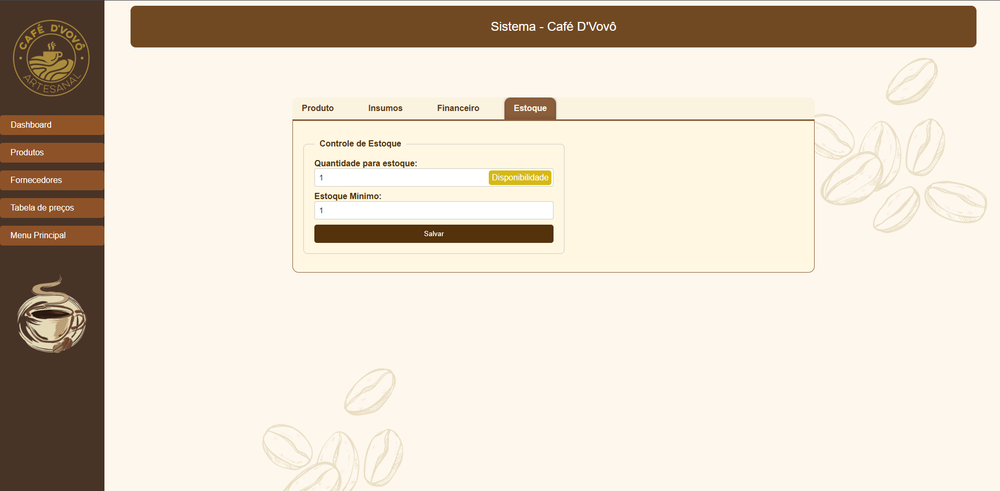 CAFÉ D'VOVÔ
ARTESANAL
Dashboard
Produtos
Fornecedores
Tabela de preços
Menu Principal
Sistema - Café D'Vovô
Produto Insumos Financeiro Estoque
Controle de Estoque
Quantidade para estoque:
1 Disponibilidade
Estoque Mínimo:
1
Salvar